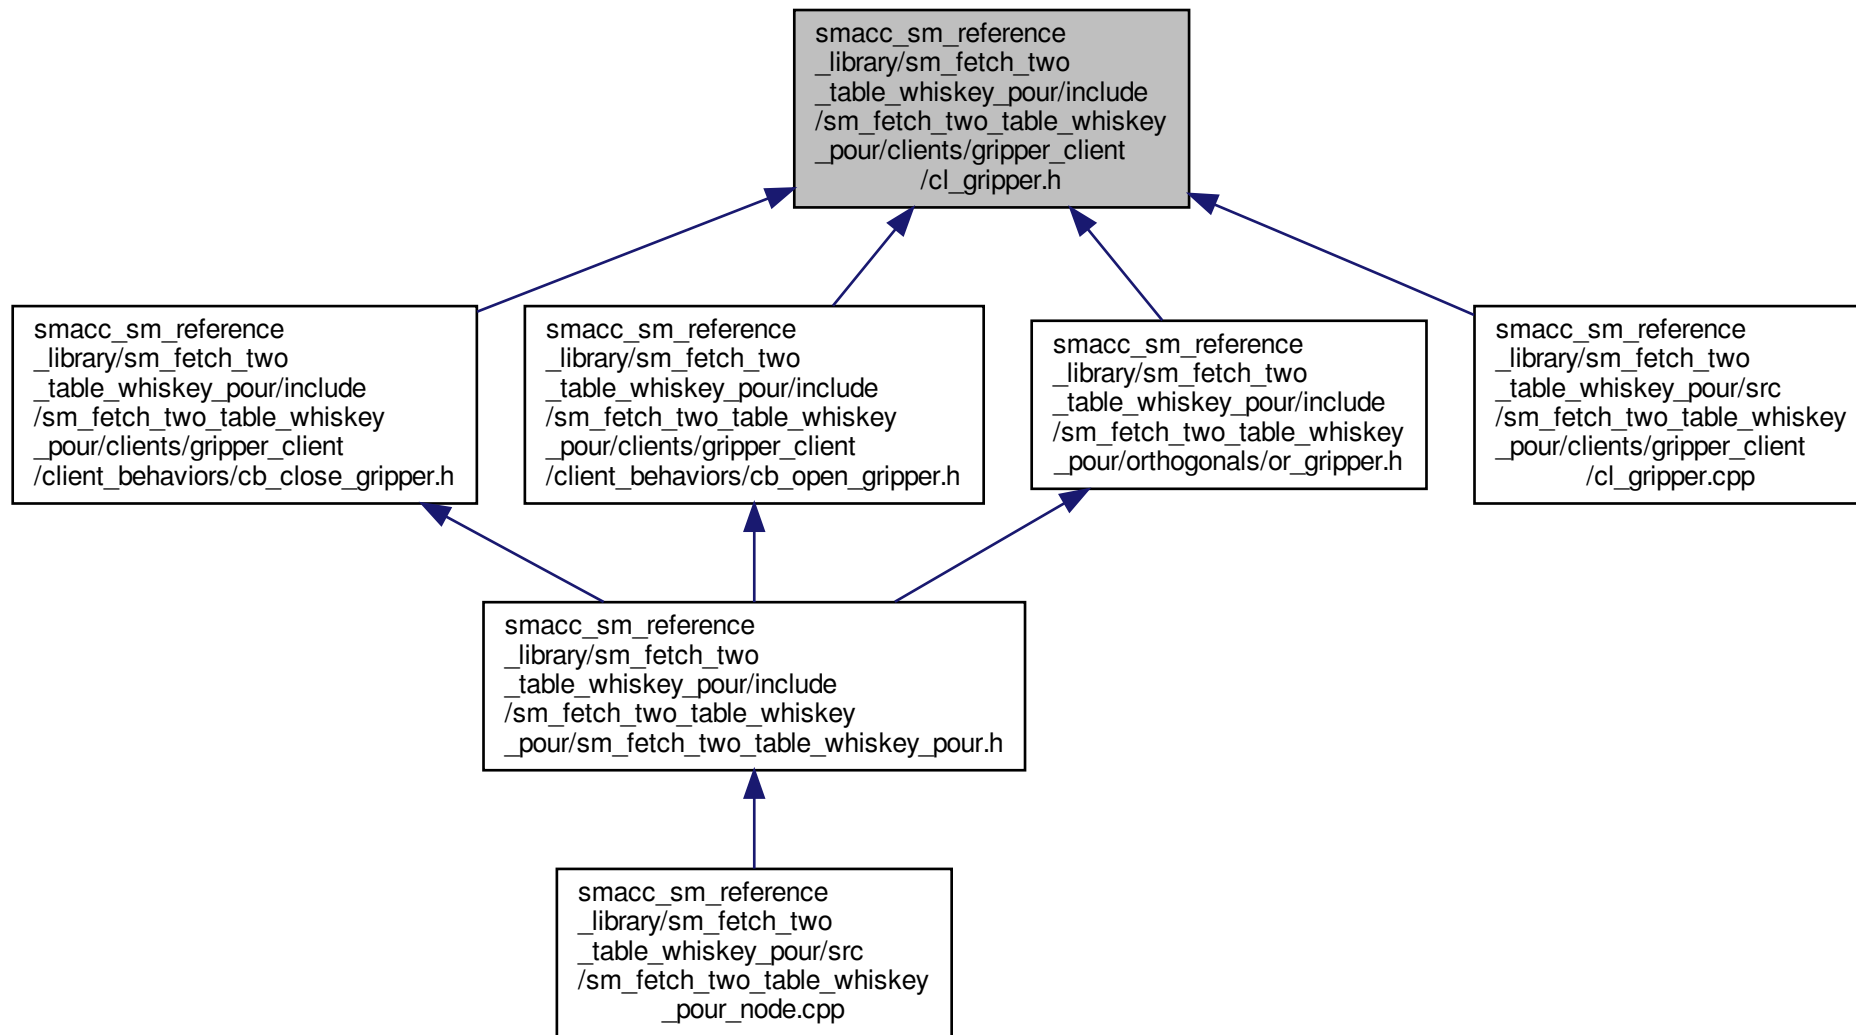 smacc_sm_reference
_library/sm_fetch_two
_table_whiskey_pour/include
/sm_fetch_two_table_whiskey
_pour/clients/gripper_client
/cl_gripper.h
smacc_sm_reference
_library/sm_fetch_two
_table_whiskey_pour/include
/sm_fetch_two_table_whiskey
_pour/clients/gripper_client
/client_behaviors/cb_close_gripper.h
smacc_sm_reference
_library/sm_fetch_two
_table_whiskey_pour/include
/sm_fetch_two_table_whiskey
_pour/clients/gripper_client
/client_behaviors/cb_open_gripper.h
smacc_sm_reference
_library/sm_fetch_two
_table_whiskey_pour/include
/sm_fetch_two_table_whiskey
_pour/orthogonals/or_gripper.h
smacc_sm_reference
_library/sm_fetch_two
_table_whiskey_pour/src
/sm_fetch_two_table_whiskey
_pour/clients/gripper_client
/cl_gripper.cpp
smacc_sm_reference
_library/sm_fetch_two
_table_whiskey_pour/include
/sm_fetch_two_table_whiskey
_pour/sm_fetch_two_table_whiskey_pour.h
smacc_sm_reference
_library/sm_fetch_two
_table_whiskey_pour/src
/sm_fetch_two_table_whiskey
_pour_node.cpp